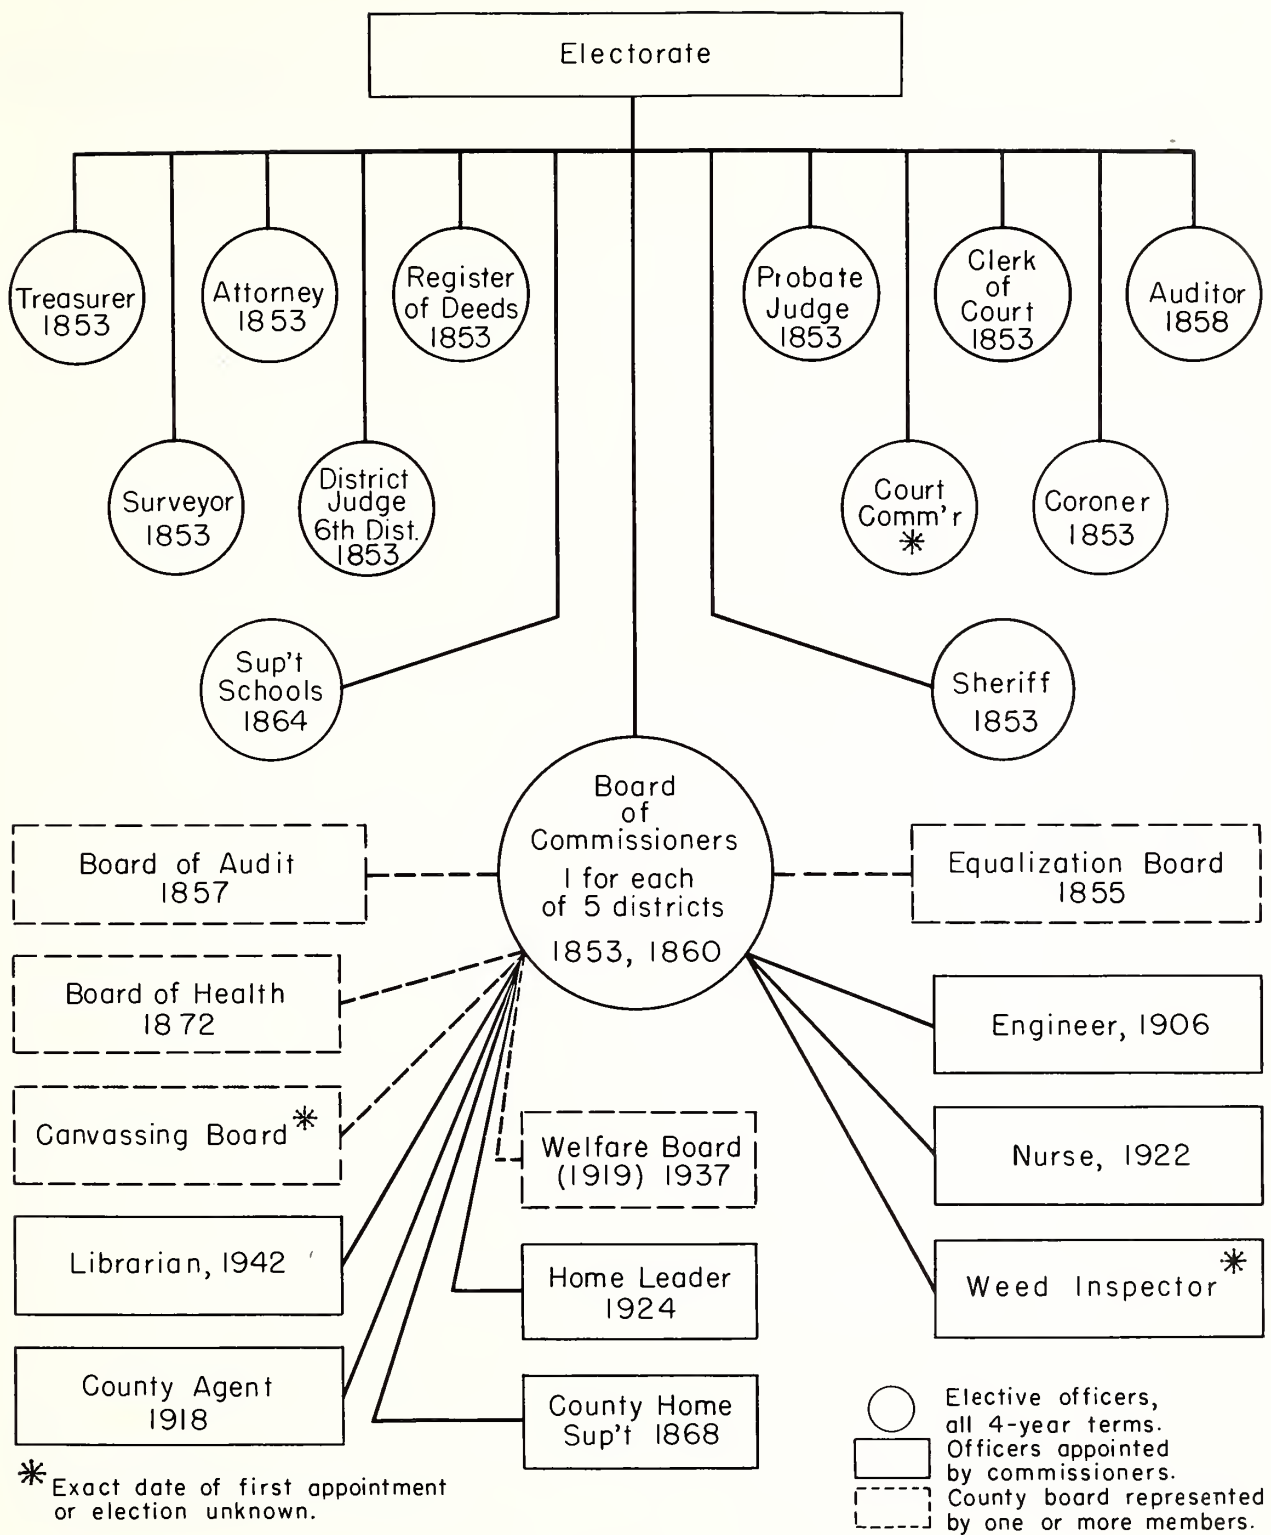 Electorate
Treasurer
1853
Attorney
1853
Register
of Deeds
1853
Probate
Judge
1853
Clerk
of
Court
1853
Auditor
1858
Surveyor
1853
District
Judge
6th Dist.
1853
Court
Comm'r
*
Coroner
1853
Sup't
Schools
1864
Sheriff
1853
Board
of
Commissioners
1 for each
of 5 districts
1853, 1860
Board of Audit
1857
Equalization Board
1855
Board of Health
1872
Engineer, 1906
Canvassing Board *
Welfare Board
(1919) 1937
Nurse, 1922
Librarian, 1942
Home Leader
1924
Weed Inspector *
County Agent
1918
County Home
Sup't 1868
* Exact date of first appointment
or election unknown.
Elective officers,
all 4-year terms.
Officers appointed
by commissioners.
County board represented
by one or more members.